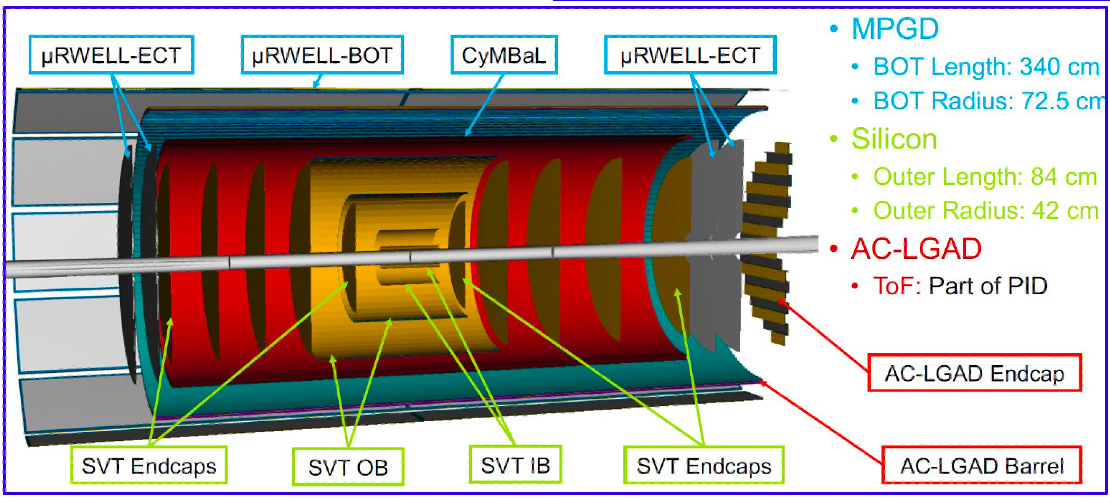 µRWELL-ECT
µRWELL-BOT
CyMBaL
µRWELL-ECT
• MPGD
• BOT Length: 340 cm
• BOT Radius: 72.5 cm
• Silicon
• Outer Length: 84 cm
• Outer Radius: 42 cm
• AC-LGAD
• ToF: Part of PID
AC-LGAD Endcap
SVT Endcaps
SVT OB
SVT IB
SVT Endcaps
AC-LGAD Barrel